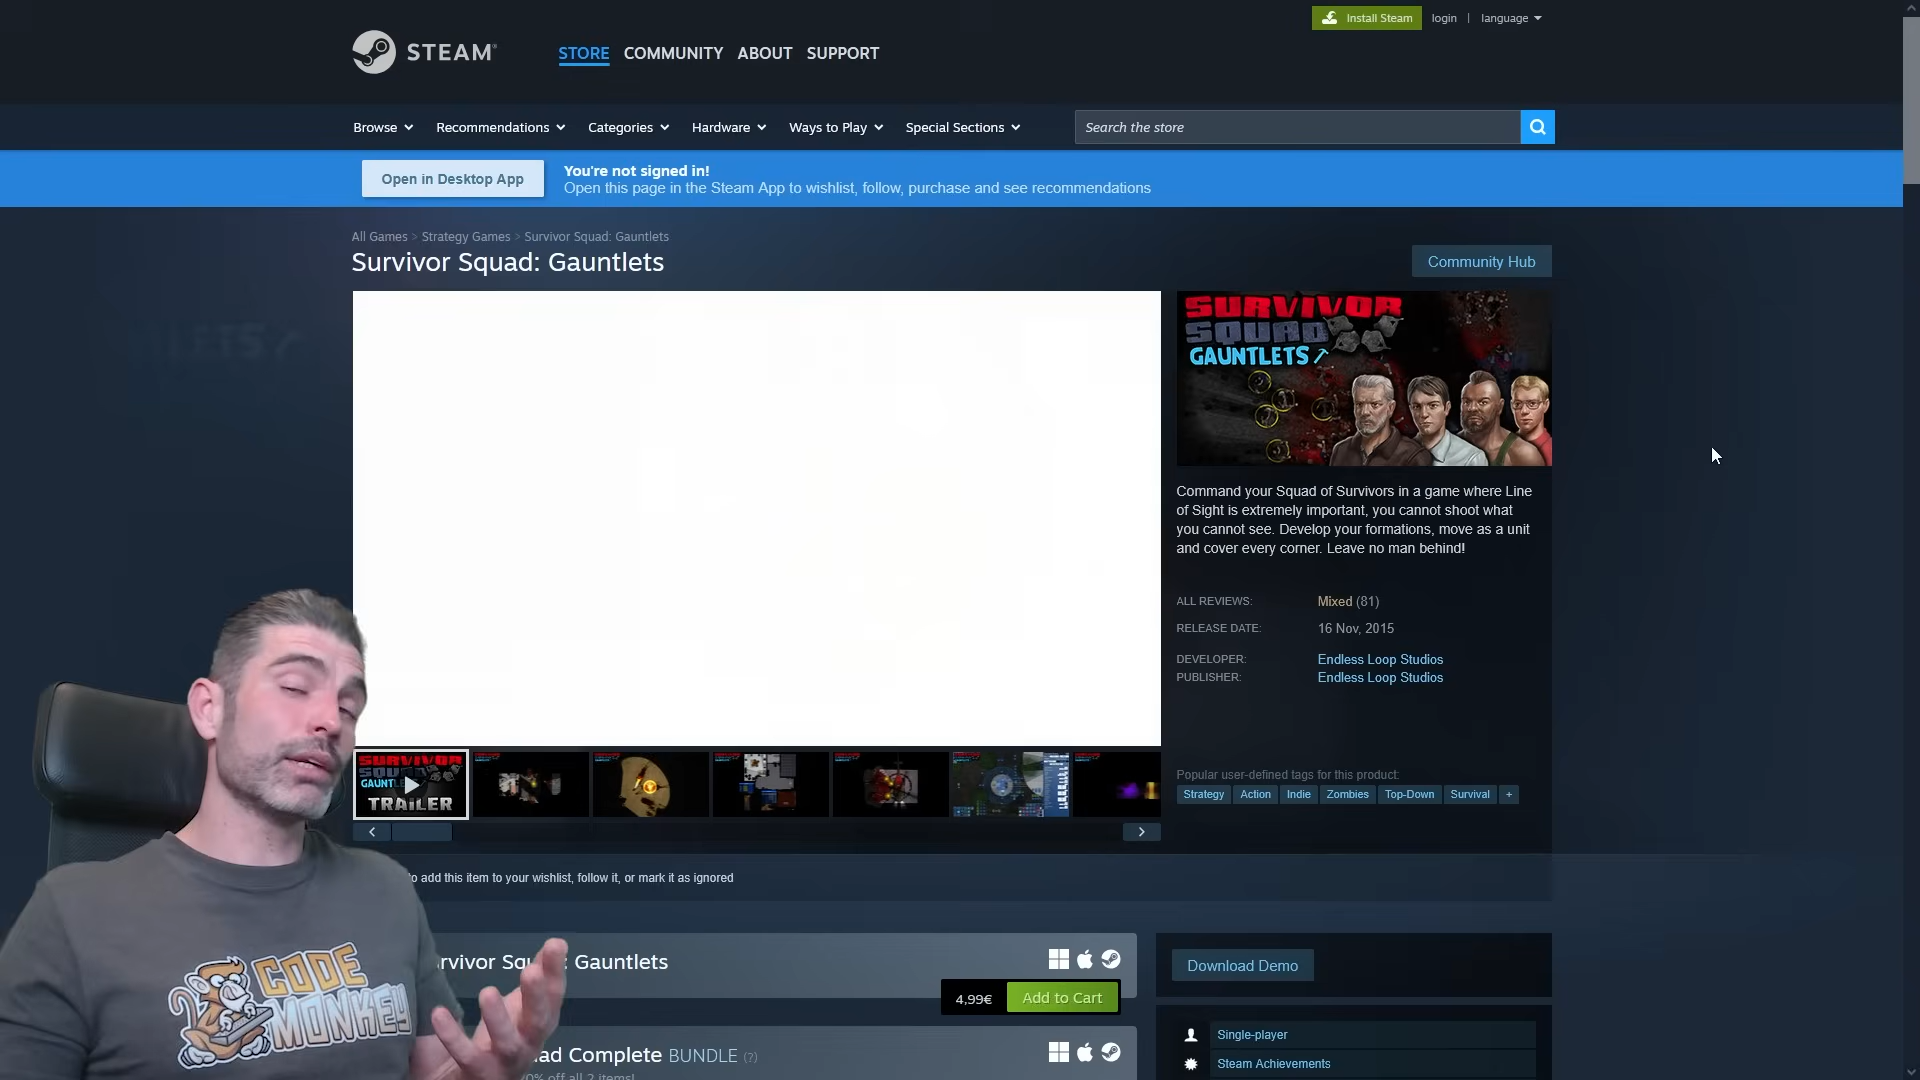 Install Steam
login
language
STEAM
STORE
COMMUNITY
ABOUT
SUPPORT
Browse
Recommendations
Categories
Hardware
Ways to Play
Special Sections
Search the store
Open in Desktop App
You're not signed in!
Open this page in the Steam App to wishlist, follow, purchase and see recommendations
All Games > Strategy Games > Survivor Squad: Gauntlets
Survivor Squad: Gauntlets
Community Hub
SURVIVOR
SQUAD
GAUNTLETS
Command your Squad of Survivors in a game where Line
of Sight is extremely important, you cannot shoot what
you cannot see. Develop your formations, move as a unit
and cover every corner. Leave no man behind!
ALL REVIEWS: Mixed (81)
RELEASE DATE: 16 Nov, 2015
DEVELOPER: Endless Loop Studios
PUBLISHER: Endless Loop Studios
Popular user-defined tags for this product:
Strategy
Action
Indie
Zombies
Top-Down
Survival
+
SURVIVOR
TRAILER
to add this item to your wishlist, follow it, or mark it as ignored
Gauntlets
4,99€
Add to Cart
Download Demo
Complete BUNDLE (?)
off all 2 items!
Single-player
Steam Achievements
CODE
MONKEY